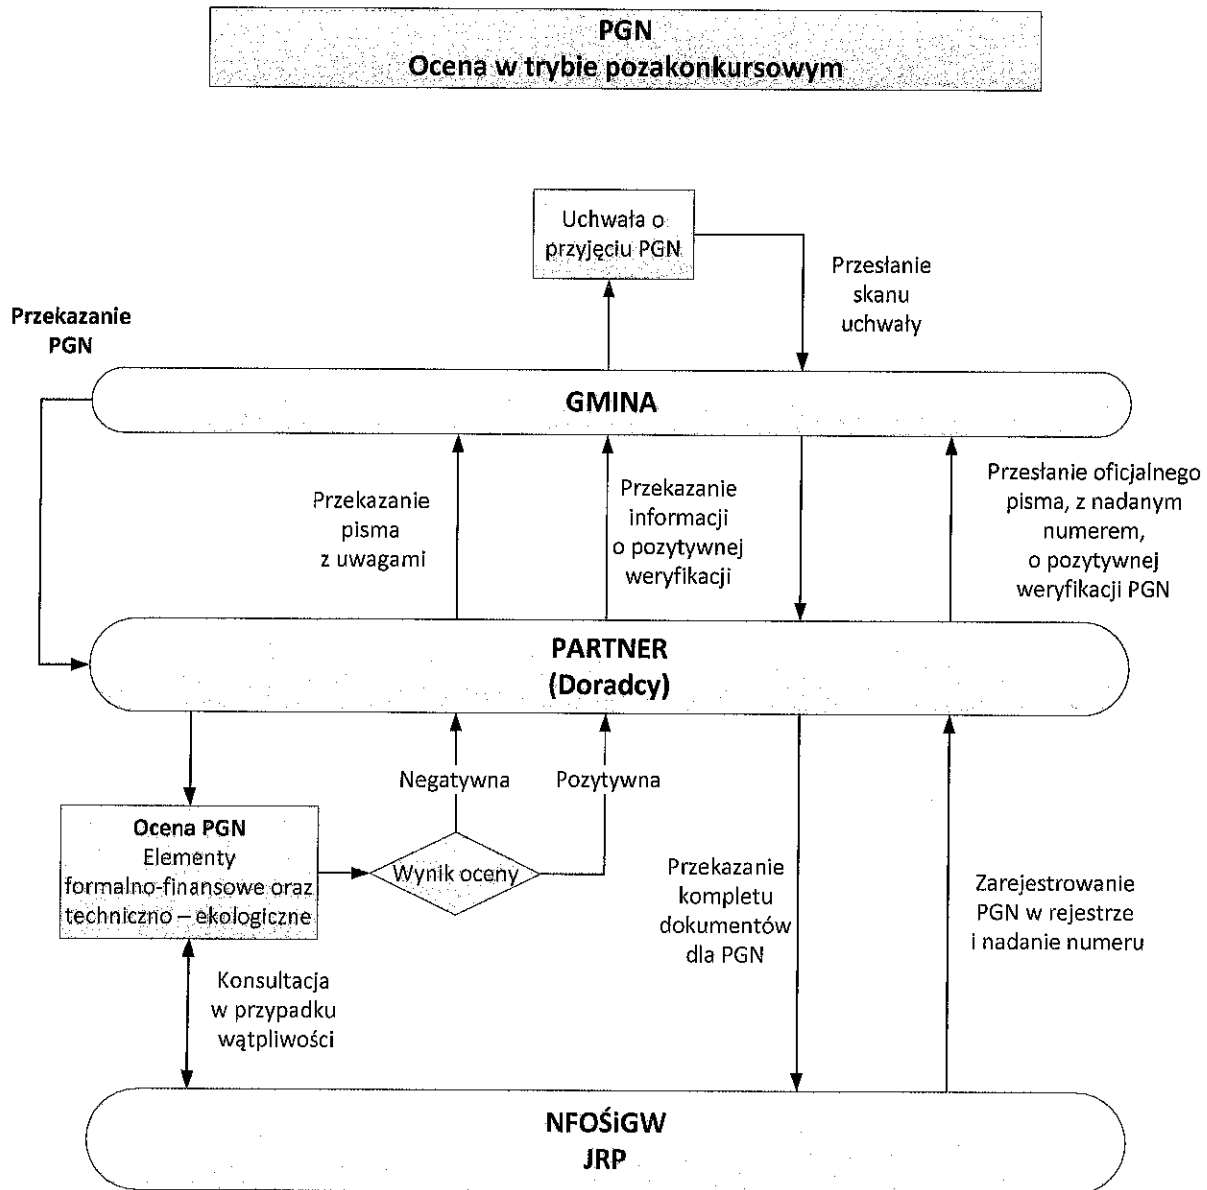 PGN
Ocena w trybie pozakonkursowym
Uchwała o
przyjęciu PGN
Przesłanie
skanu
uchwały
Przekazanie
PGN
GMINA
Przekazanie
pisma
z uwagami
Przekazanie
informacji
o pozytywnej
weryfikacji
Przesłanie oficjalnego
pisma, z nadanym
numerem,
o pozytywnej
weryfikacji PGN
PARTNER
(Doradcy)
Negatywna
Pozytywna
Ocena PGN
Elementy
formalno-finansowe oraz
techniczno – ekologiczne
Wynik oceny
Przekazanie
kompletu
dokumentów
dla PGN
Zarejestrowanie
PGN w rejestrze
i nadanie numeru
Konsultacja
w przypadku
wątpliwości
NFOŚiGW
JRP